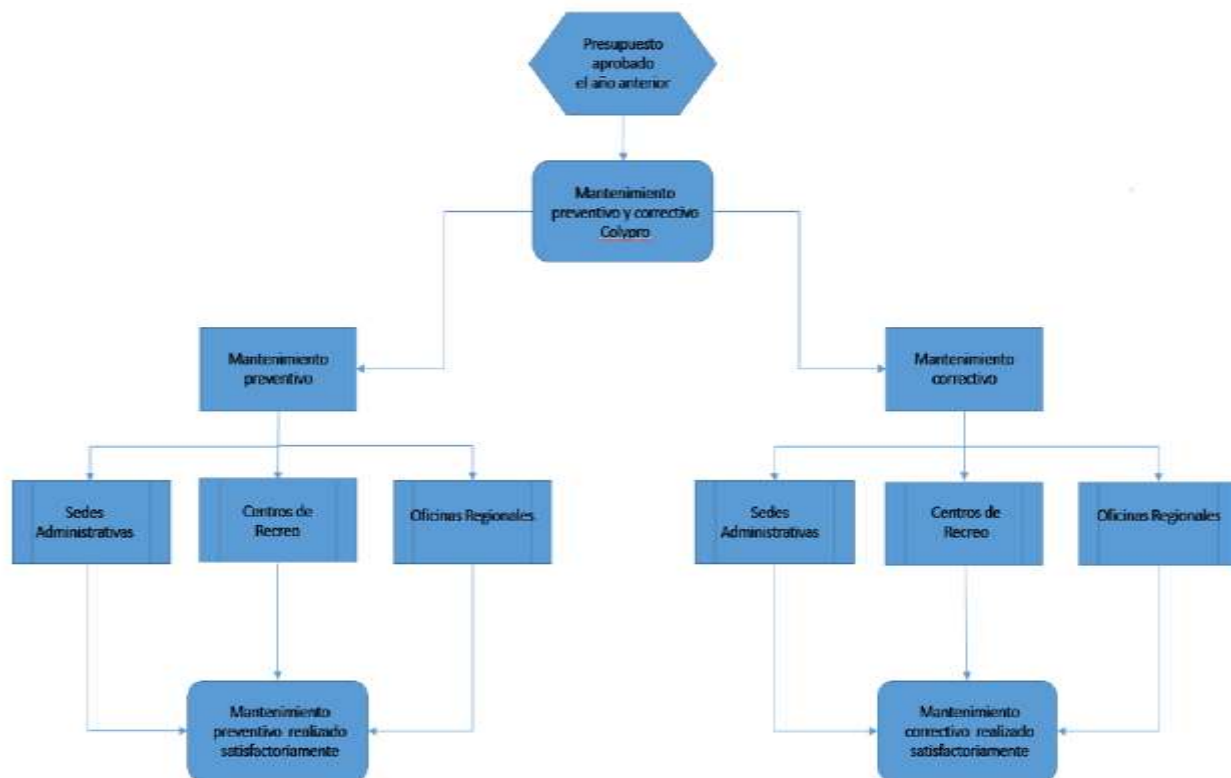 Presupuesto
aprobado
el año anterior
Mantenimiento
preventivo y correctivo
Colypro
Mantenimiento
preventivo
Mantenimiento
correctivo
Sedes
Administrativas
Centros de
Recreo
Oficinas Regionales
Sedes
Administrativas
Centros de
Recreo
Oficinas Regionales
Mantenimiento
preventivo realizado
satisfactoriamente
Mantenimiento
correctivo realizado
satisfactoriamente